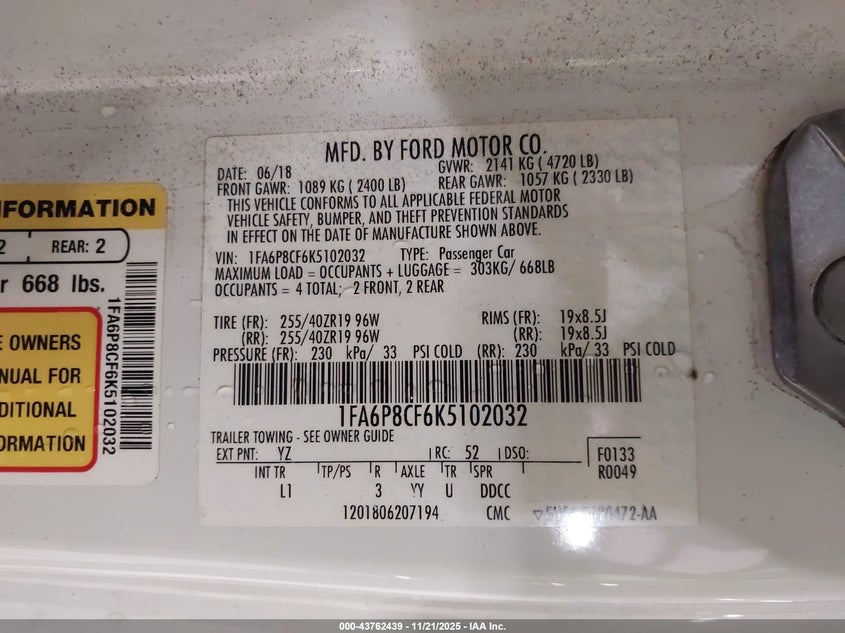 MFD. BY FORD MOTOR CO.
DATE: 06/18 GVWR: 2141 KG ( 4720 LB)
FRONT GAWR: 1089 KG ( 2400 LB) REAR GAWR: 1057 KG ( 2330 LB)
THIS VEHICLE CONFORMS TO ALL APPLICABLE FEDERAL MOTOR
VEHICLE SAFETY, BUMPER, AND THEFT PREVENTION STANDARDS
IN EFFECT ON THE DATE OF MANUFACTURE SHOWN ABOVE.
VIN: 1FA6P8CF6K5102032 TYPE: Passenger Car
MAXIMUM LOAD = OCCUPANTS + LUGGAGE = 303KG/ 668LB
OCCUPANTS = 4 TOTAL; 2 FRONT, 2 REAR
TIRE (FR): 255/40ZR19 96W RIMS (FR): 19x8.5J
(RR): 255/40ZR19 96W (RR): 19x8.5J
PRESSURE (FR): 230 kPa/ 33 PSI COLD (RR): 230 kPa/ 33 PSI COLD
1FA6P8CF6K5102032
TRAILER TOWING - SEE OWNER GUIDE
EXT PNT: YZ RC: 52 DSO: F0133
R0049
INT TR TP/PS R AXLE TR SPR
L1 3 YY U DDCC
1201806207194 CMC
NFORMATION
2 REAR: 2
r 668 lbs.
E OWNERS
NUAL FOR
DITIONAL
ORMATION
1FA6P8CF6K5102032
000-43762439 - 11/21/2025 - IAA Inc.